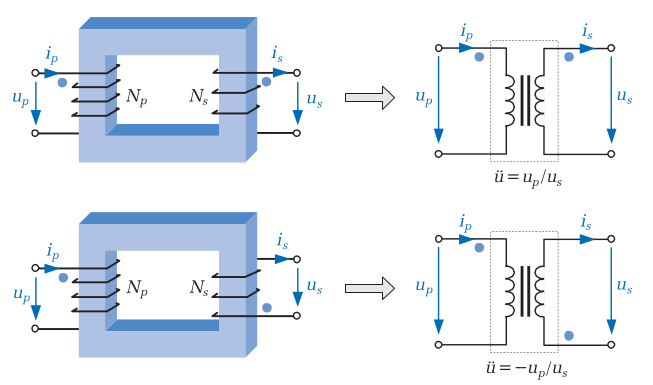 i_p
i_s
u_p
N_p
N_s
u_s
i_p
i_s
u_p
u_s
ü = u_p/u_s
i_p
i_s
u_p
N_p
N_s
u_s
i_p
i_s
u_p
u_s
ü = −u_p/u_s